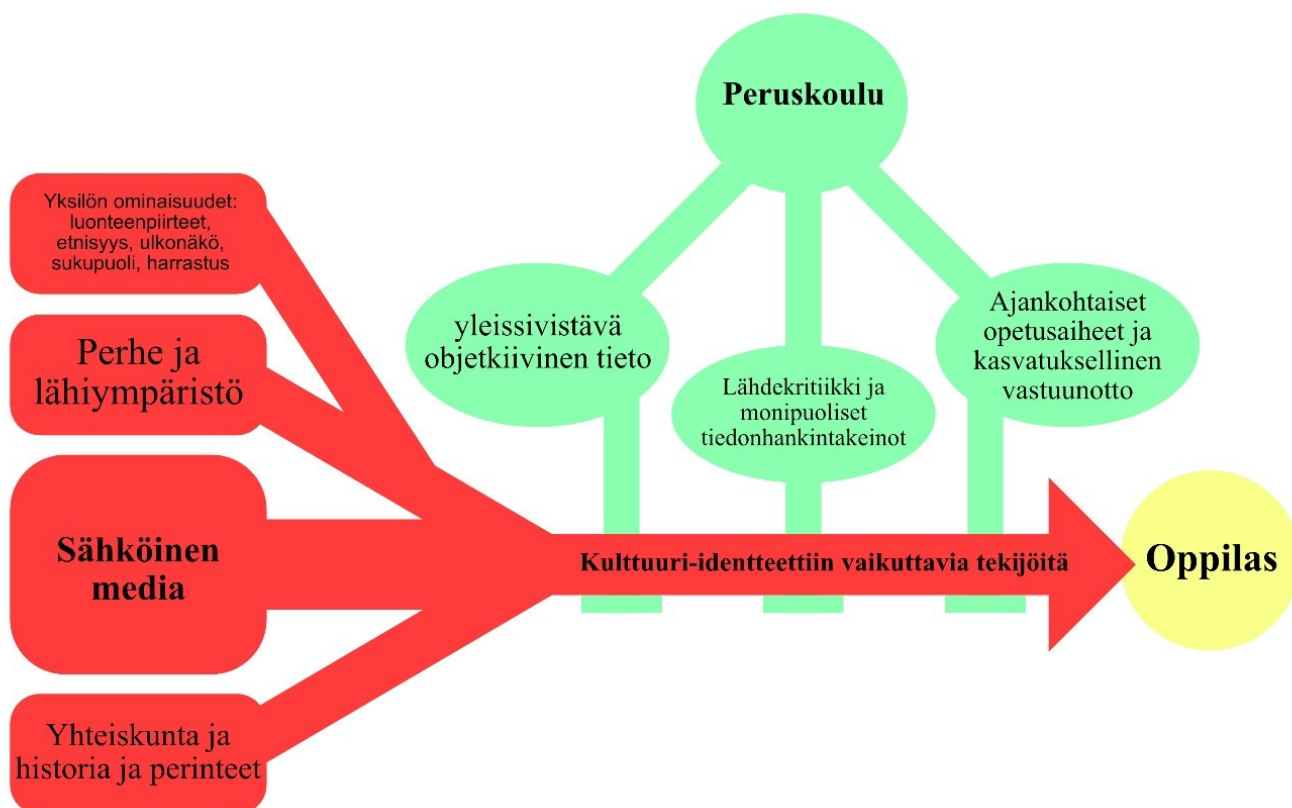 Peruskoulu
Yksilön ominaisuudet:
luonteenpiirteet,
etnisyys, ulkonäkö,
sukupuoli, harrastus
Perhe ja
lähiympäristö
Sähköinen
media
Yhteiskunta ja
historia ja perinteet
yleissivistävä
objetkiivinen tieto
Lähdekritiikki ja
monipuoliset
tiedonhankintakeinot
Ajankohtaiset
opetusaiheet ja
kasvatuksellinen
vastuunotto
Kulttuuri-identteettiin vaikuttavia tekijöitä
Oppilas